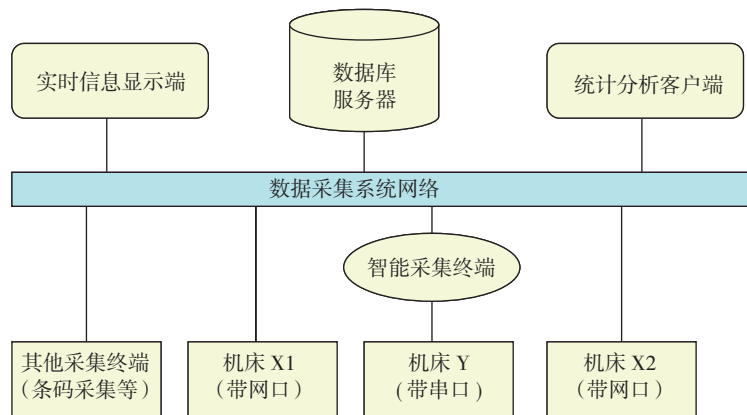 实时信息显示端
数据库
服务器
统计分析客户端
数据采集系统网络
智能采集终端
其他采集终端
（条码采集等）
机床 X1
（带网口）
机床 Y
（带串口）
机床 X2
（带网口）